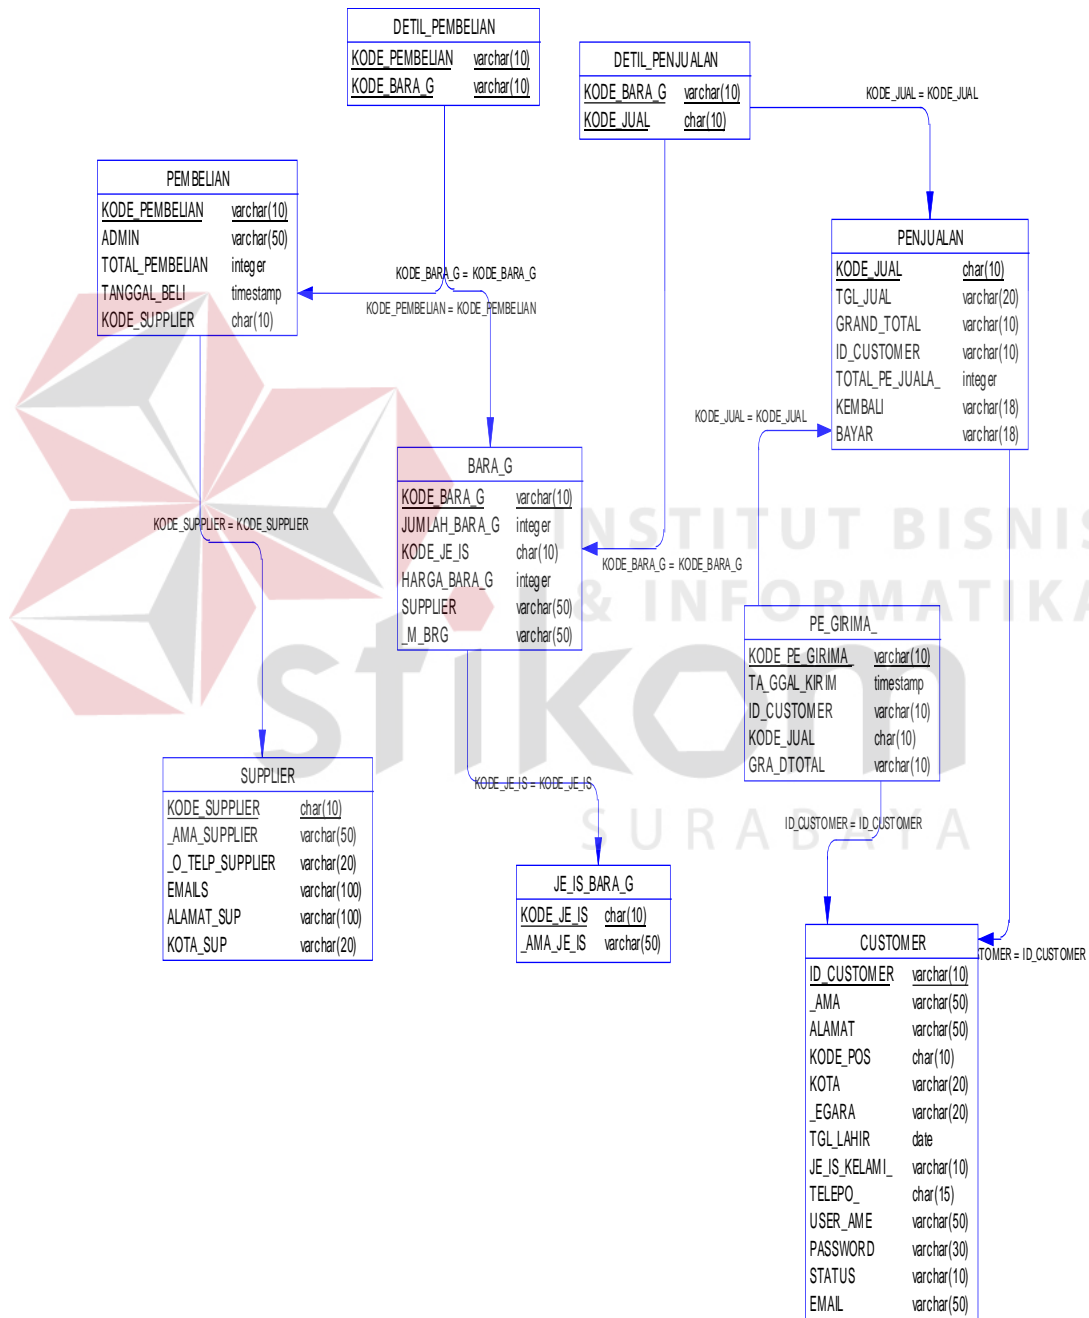 DETIL_PEMBELIAN
KODE_PEMBELIAN varchar(10)
KODE_BARA_G varchar(10)
DETIL_PENJUALAN
KODE_BARA_G varchar(10)
KODE_JUAL char(10)
KODE_JUAL = KODE_JUAL
PEMBELIAN
KODE_PEMBELIAN varchar(10)
ADMIN varchar(50)
TOTAL_PEMBELIAN integer
TANGGAL_BELI timestamp
KODE_SUPPLIER char(10)
PENJUALAN
KODE_JUAL char(10)
TGL_JUAL varchar(20)
GRAND_TOTAL varchar(10)
ID_CUSTOMER varchar(10)
TOTAL_PE_JUALA_ integer
KEMBALI varchar(18)
BAYAR varchar(18)
KODE_BARA_G = KODE_BARA_G
KODE_PEMBELIAN = KODE_PEMBELIAN
KODE_JUAL = KODE_JUAL
BARA_G
KODE_BARA_G varchar(10)
JUMLAH_BARA_G integer
KODE_JE_IS char(10)
HARGA_BARA_G integer
SUPPLIER varchar(50)
_M_BRG varchar(50)
KODE_SUPPLIER = KODE_SUPPLIER
KODE_BARA_G = KODE_BARA_G
INSTITUT BISNIS
& INFORMATIKA
stikom
SURABAYA
PE_GIRIMA_
KODE_PE_GIRIMA_ varchar(10)
TA_GGAL_KIRIM timestamp
ID_CUSTOMER varchar(10)
KODE_JUAL char(10)
GRA_DTOTAL varchar(10)
SUPPLIER
KODE_SUPPLIER char(10)
_AMA_SUPPLIER varchar(50)
_O_TELP_SUPPLIER varchar(20)
EMAILS varchar(100)
ALAMAT_SUP varchar(100)
KOTA_SUP varchar(20)
KODE_JE_IS = KODE_JE_IS
ID_CUSTOMER = ID_CUSTOMER
JE_IS_BARA_G
KODE_JE_IS char(10)
_AMA_JE_IS varchar(50)
TOMER = ID_CUSTOMER
CUSTOMER
ID_CUSTOMER varchar(10)
_AMA varchar(50)
ALAMAT varchar(50)
KODE_POS char(10)
KOTA varchar(20)
_EGARA varchar(20)
TGL_LAHIR date
JE_IS_KELAMI_ varchar(10)
TELEPO_ char(15)
USER_AME varchar(50)
PASSWORD varchar(30)
STATUS varchar(10)
EMAIL varchar(50)